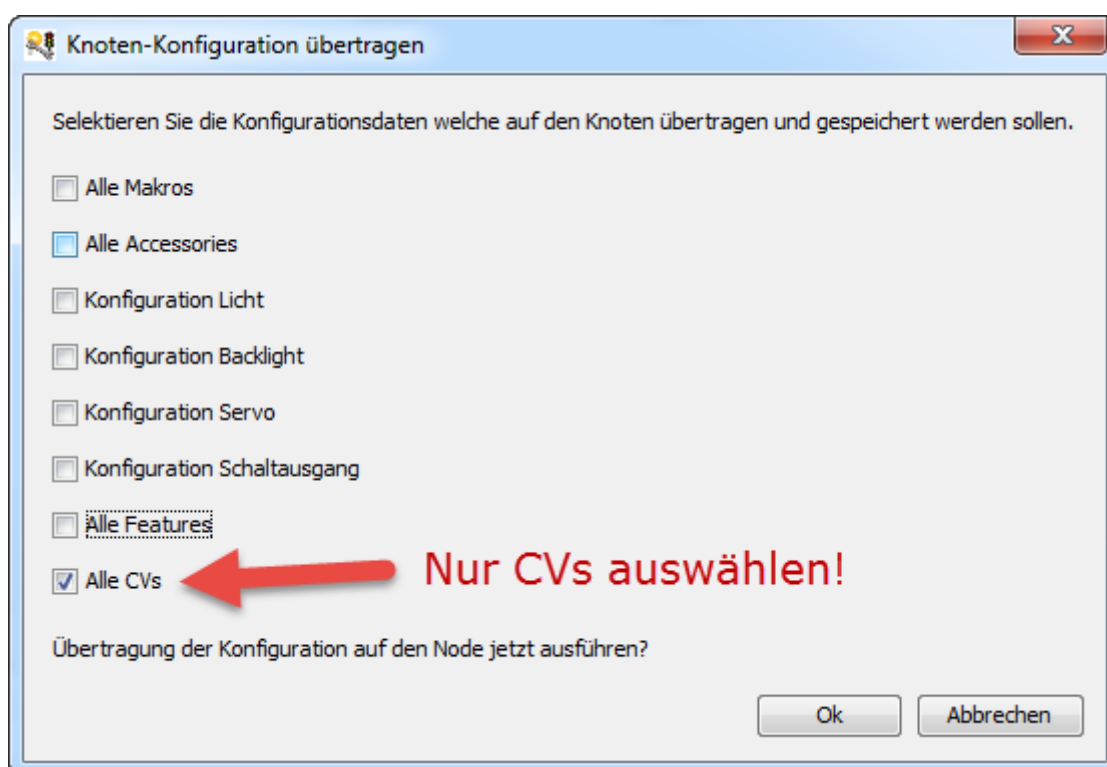 Knoten-Konfiguration übertragen
Selektieren Sie die Konfigurationsdaten welche auf den Knoten übertragen und gespeichert werden sollen.
Alle Makros
Alle Accessories
Konfiguration Licht
Konfiguration Backlight
Konfiguration Servo
Konfiguration Schaltausgang
Alle Features
Alle CVs
Nur CVs auswählen!
Übertragung der Konfiguration auf den Node jetzt ausführen?
Ok
Abbrechen